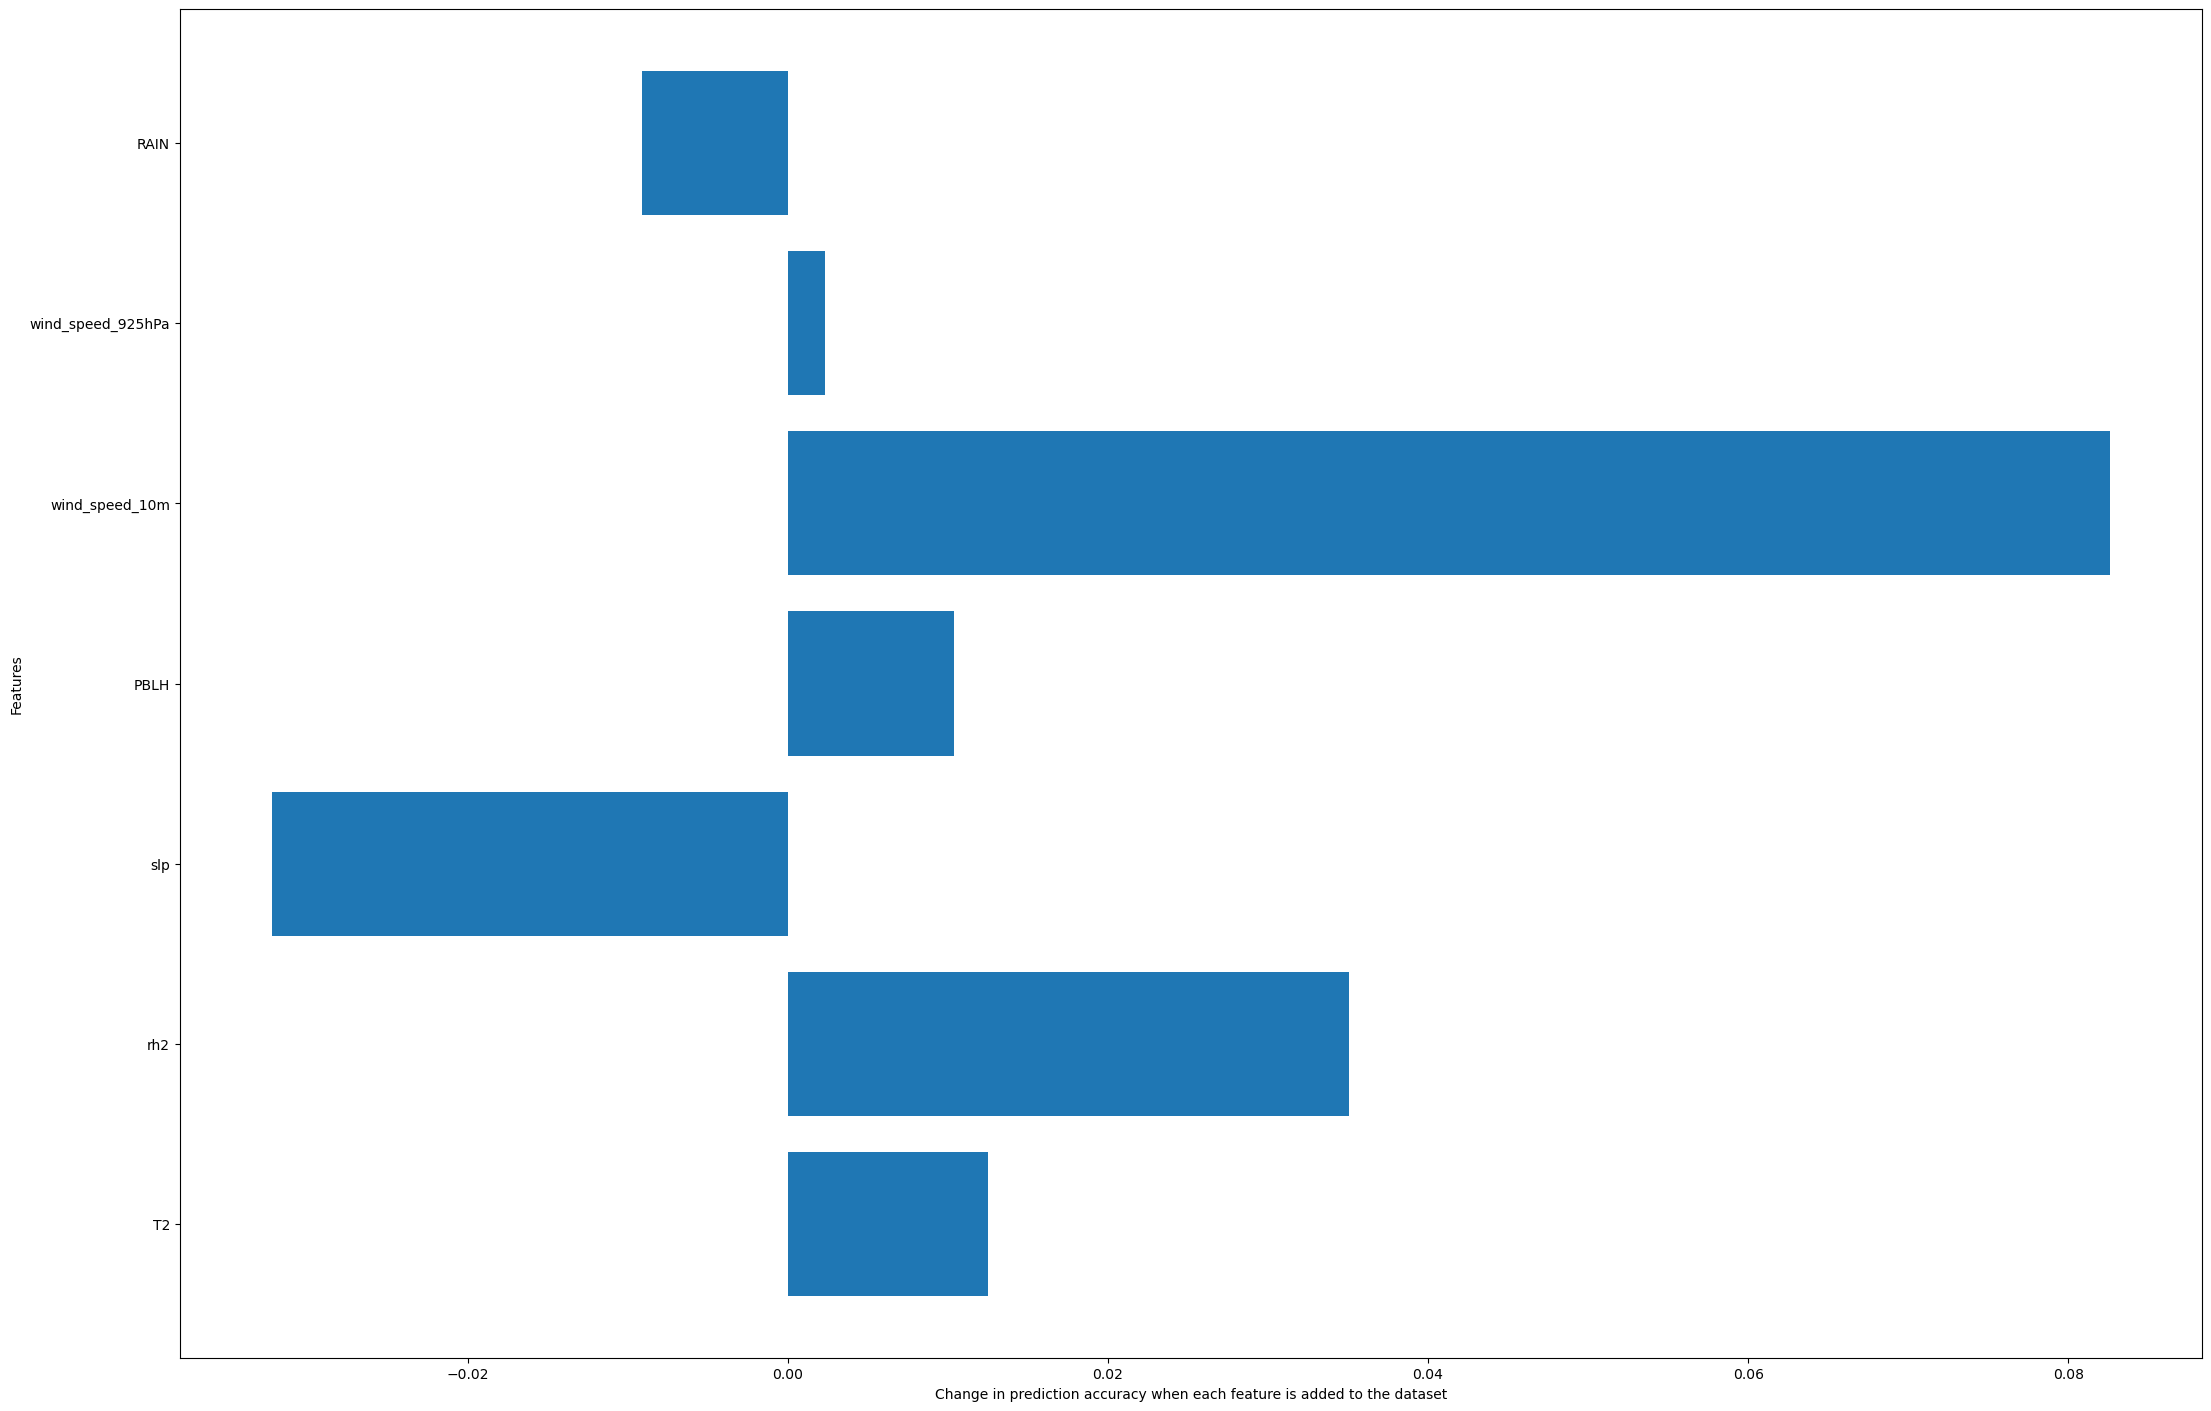 RAIN
wind_speed_925hPa
wind_speed_10m
PBLH
slp
rh2
T2
Features
−0.02 0.00 0.02 0.04 0.06 0.08
Change in prediction accuracy when each feature is added to the dataset